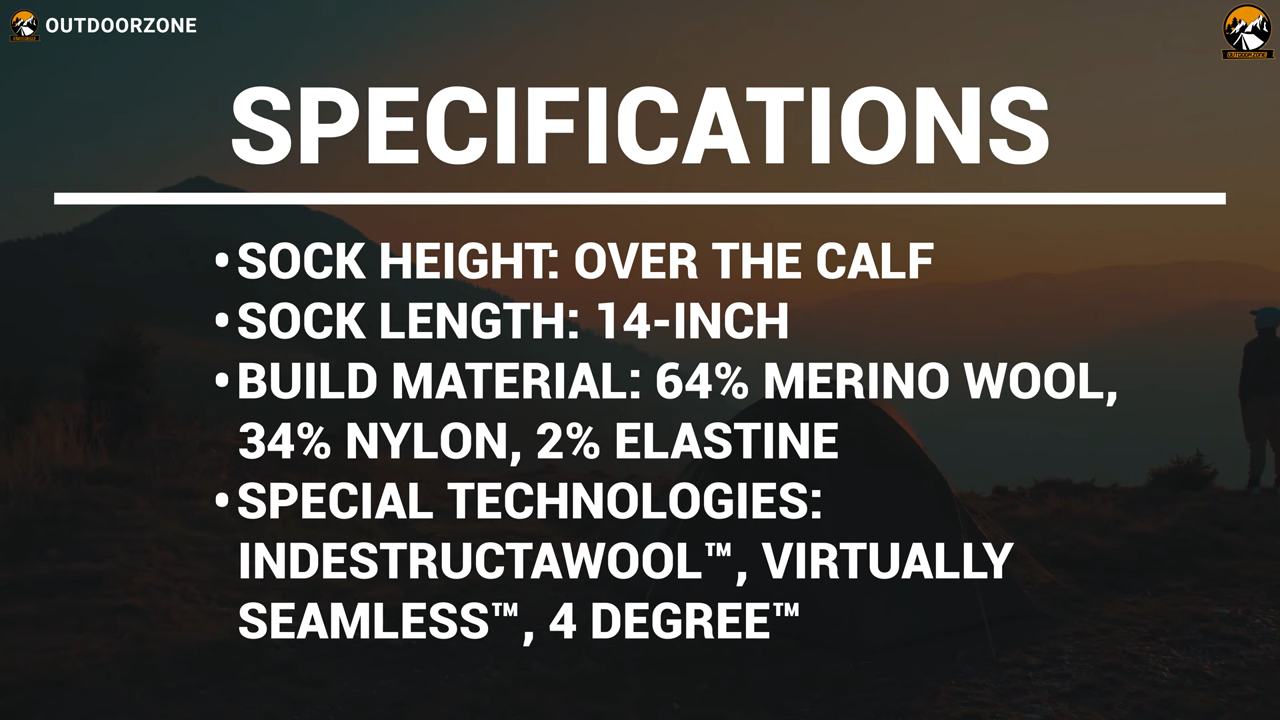 OUTDOORZONE
OUTDOORZONE
SPECIFICATIONS
• SOCK HEIGHT: OVER THE CALF
• SOCK LENGTH: 14-INCH
• BUILD MATERIAL: 64% MERINO WOOL,
34% NYLON, 2% ELASTINE
• SPECIAL TECHNOLOGIES:
INDESTRUCTAWOOL™, VIRTUALLY
SEAMLESS™, 4 DEGREE™